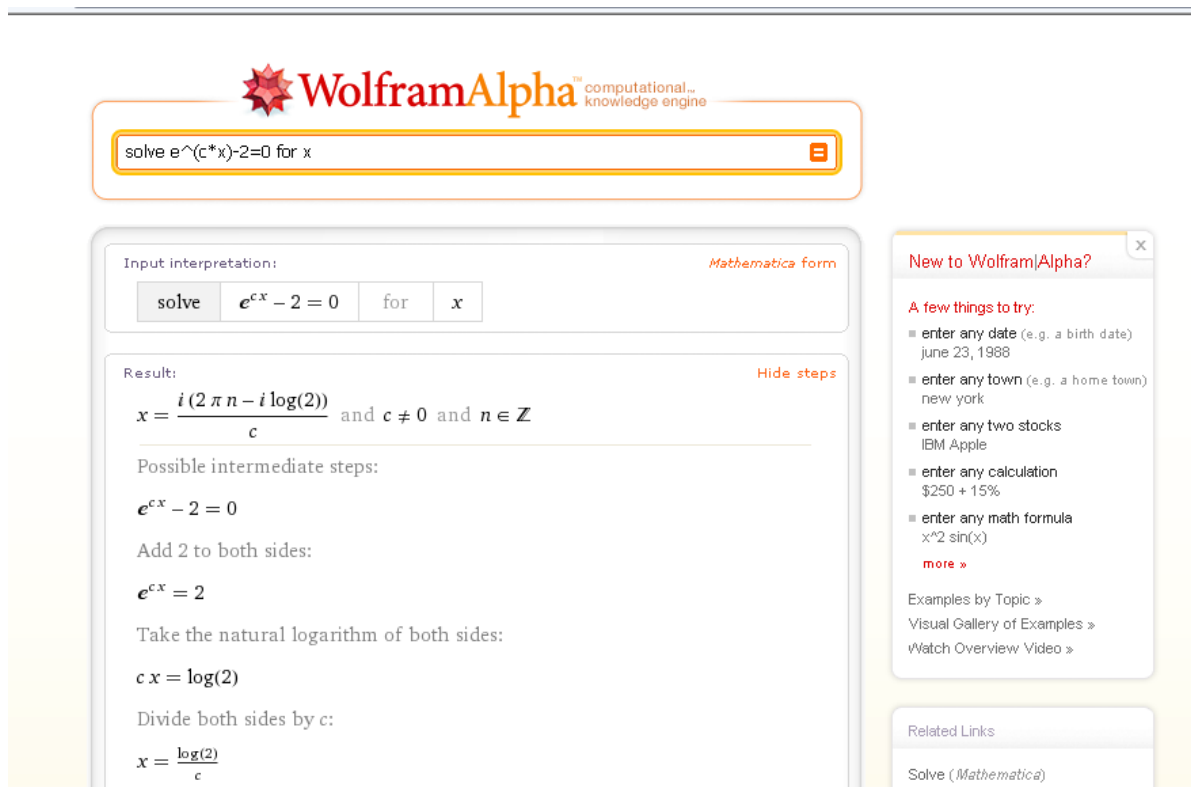 WolframAlpha™ computational... knowledge engine
solve e^(c*x)-2=0 for x
Input interpretation:
Mathematica form
solve e^{c x} − 2 = 0 for x
Result:
Hide steps
x = \frac{i (2 π n − i log(2))}{c} and c ≠ 0 and n ∈ ℤ
Possible intermediate steps:
e^{c x} − 2 = 0
Add 2 to both sides:
e^{c x} = 2
Take the natural logarithm of both sides:
c x = log(2)
Divide both sides by c:
x = \frac{log(2)}{c}
x
New to Wolfram|Alpha?
A few things to try:
enter any date (e.g. a birth date)
june 23, 1988
enter any town (e.g. a home town)
new york
enter any two stocks
IBM Apple
enter any calculation
$250 + 15%
enter any math formula
x^2 sin(x)
more »
Examples by Topic »
Visual Gallery of Examples »
Watch Overview Video »
Related Links
Solve (Mathematica)